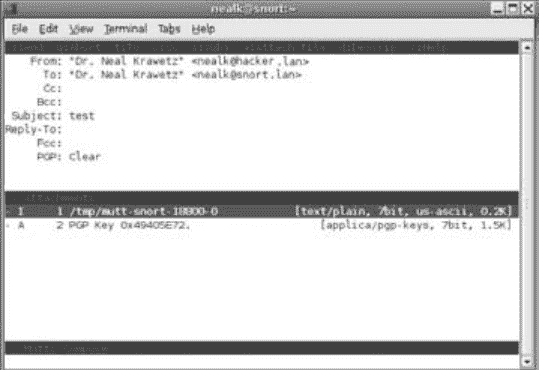 nealk@snort:~
File Edit View Terminal Tabs Help
From: "Dr. Neal Krawetz" <nealk@hacker.lan>
To: "Dr. Neal Krawetz" <nealk@snort.lan>
Cc:
Bcc:
Subject: test
Reply-To:
Fcc:
PGP: Clear
- 1 1 /tmp/mutt-snort-18800-0 [text/plain, 7bit, us-ascii, 0.2K]
- A 2 PGP Key 0x49405E72. [applica/pgp-keys, 7bit, 1.5K]